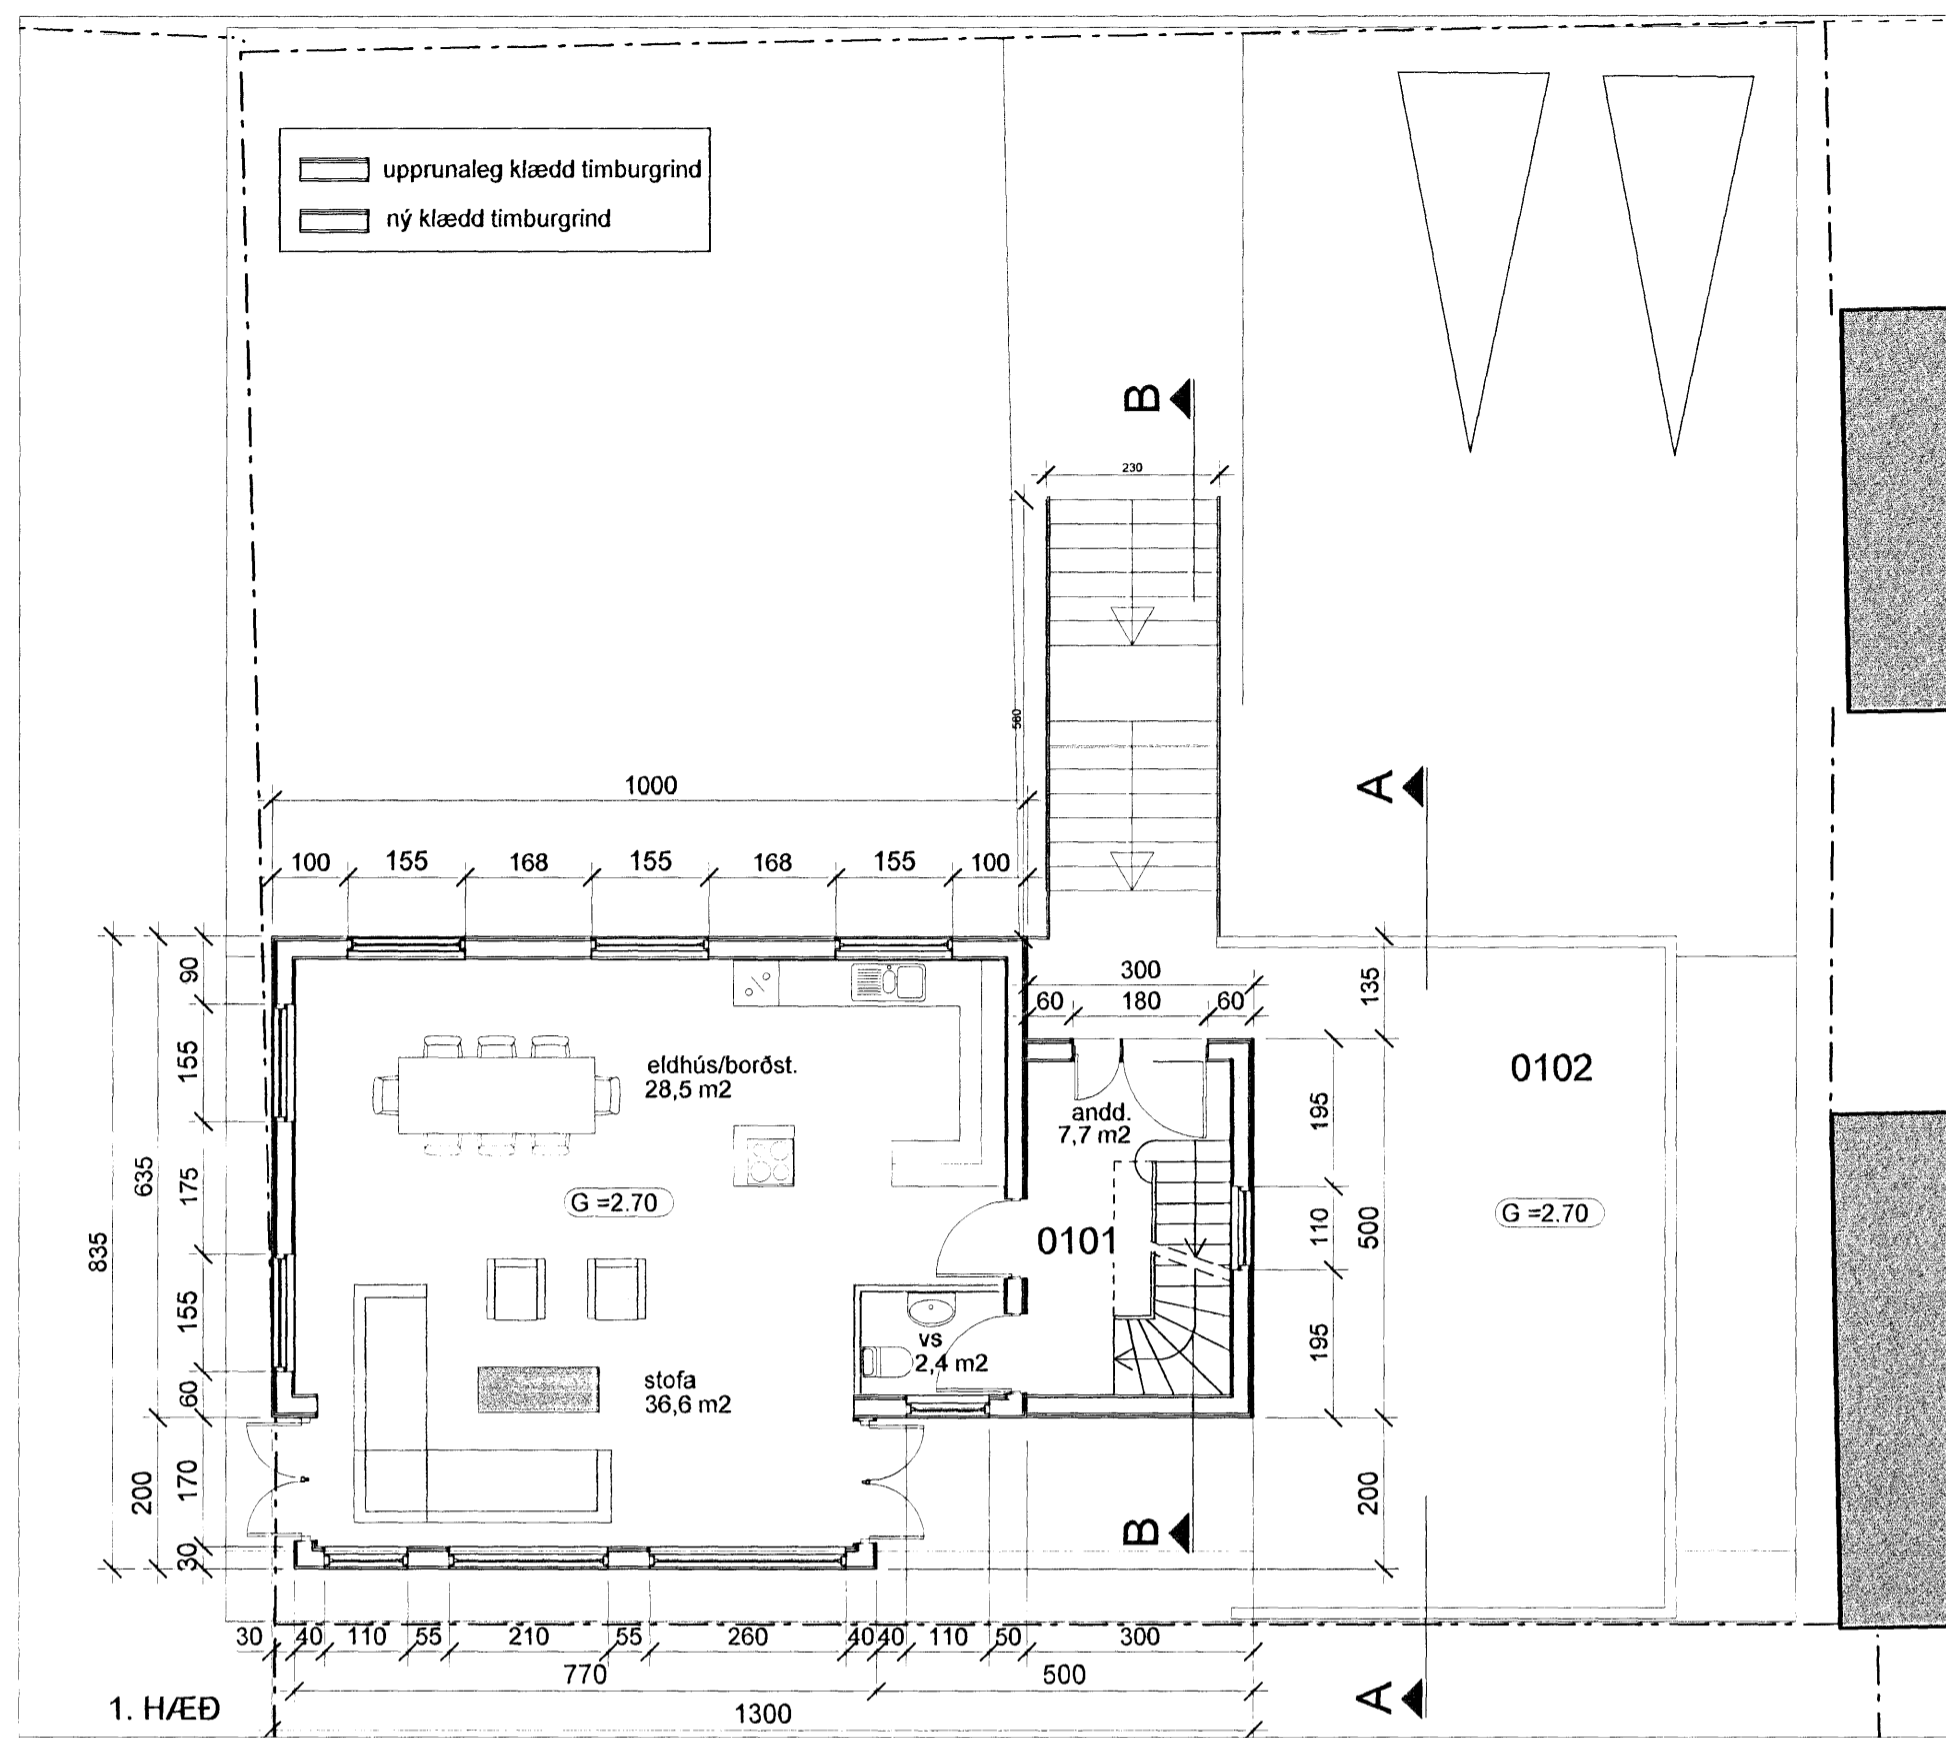 upprunaleg klædd timburgrind
ný klædd timburgrind
B
230
580
1000
A
100 155 168 155 168 155 100
90
155
175
155
60
170
30
635
200
835
300
60 180 60
135
500
200
195
110
195
eldhús/borðst.
28,5 m2
andd.
7,7 m2
0102
G =2.70
0101
G =2.70
vs
2,4 m2
stofa
36,6 m2
B
30 40 110 55 210 55 260 40 40 110 50 300
770 500
1300
1. HÆÐ
A